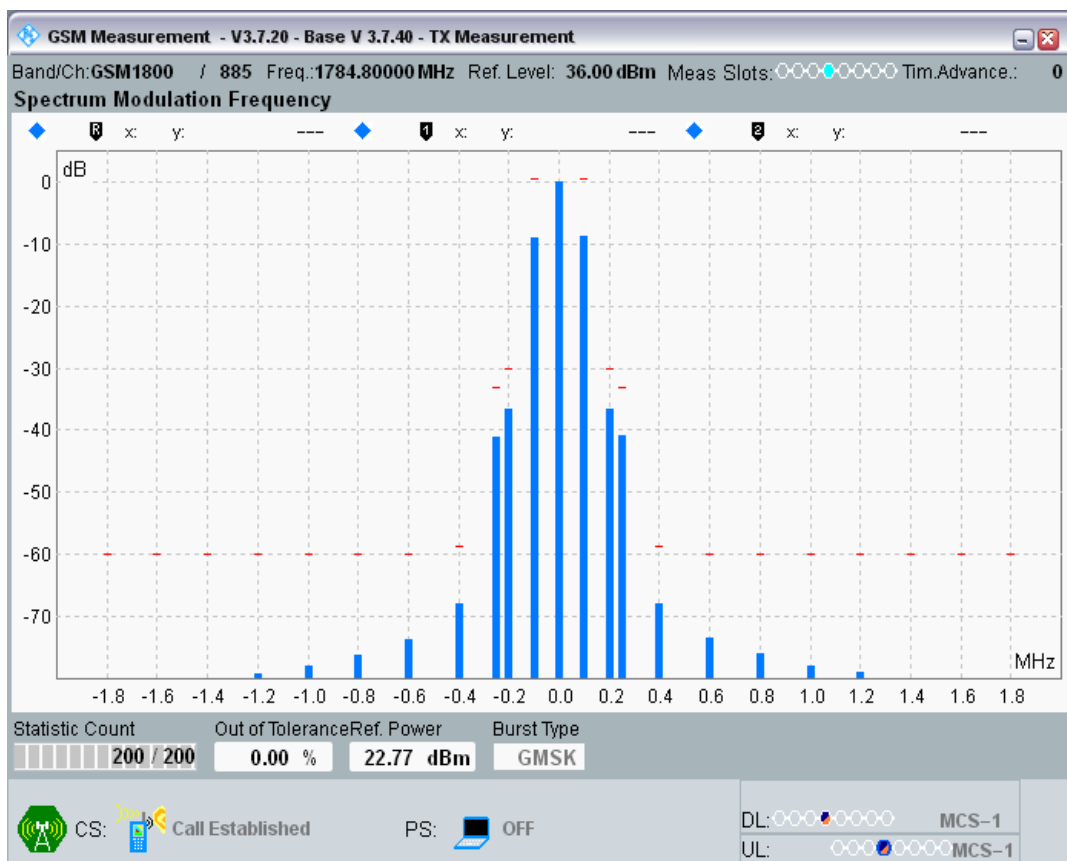 GSM Measurement - V3.7.20 - Base V 3.7.40 - TX Measurement
Band/Ch:GSM1800 / 885 Freq.:1784.80000 MHz Ref. Level: 36.00 dBm Meas Slots: Tim.Advance.: 0
Spectrum Modulation Frequency
R x: y: --- 1 x: y: --- 2 x: y: ---
dB
0
-10
-20
-30
-40
-50
-60
-70
MHz
-1.8 -1.6 -1.4 -1.2 -1.0 -0.8 -0.6 -0.4 -0.2 0.0 0.2 0.4 0.6 0.8 1.0 1.2 1.4 1.6 1.8
Statistic Count Out of Tolerance Ref. Power Burst Type
200 / 200 0.00 % 22.77 dBm GMSK
CS: Call Established PS: OFF
DL: MCS-1
UL: MCS-1